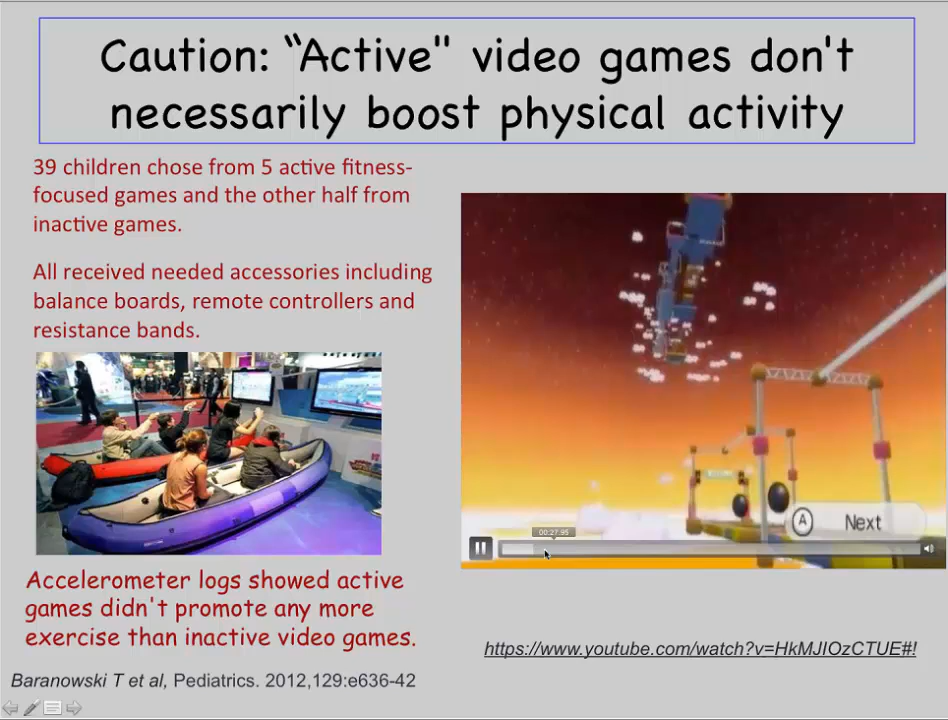 Caution: “Active" video games don't
necessarily boost physical activity
39 children chose from 5 active fitness-
focused games and the other half from
inactive games.
All received needed accessories including
balance boards, remote controllers and
resistance bands.
Accelerometer logs showed active
games didn't promote any more
exercise than inactive video games.
Baranowski T et al, Pediatrics. 2012,129:e636-42
A Next
00:27.95
https://www.youtube.com/watch?v=HkMJIOzCTUE#!